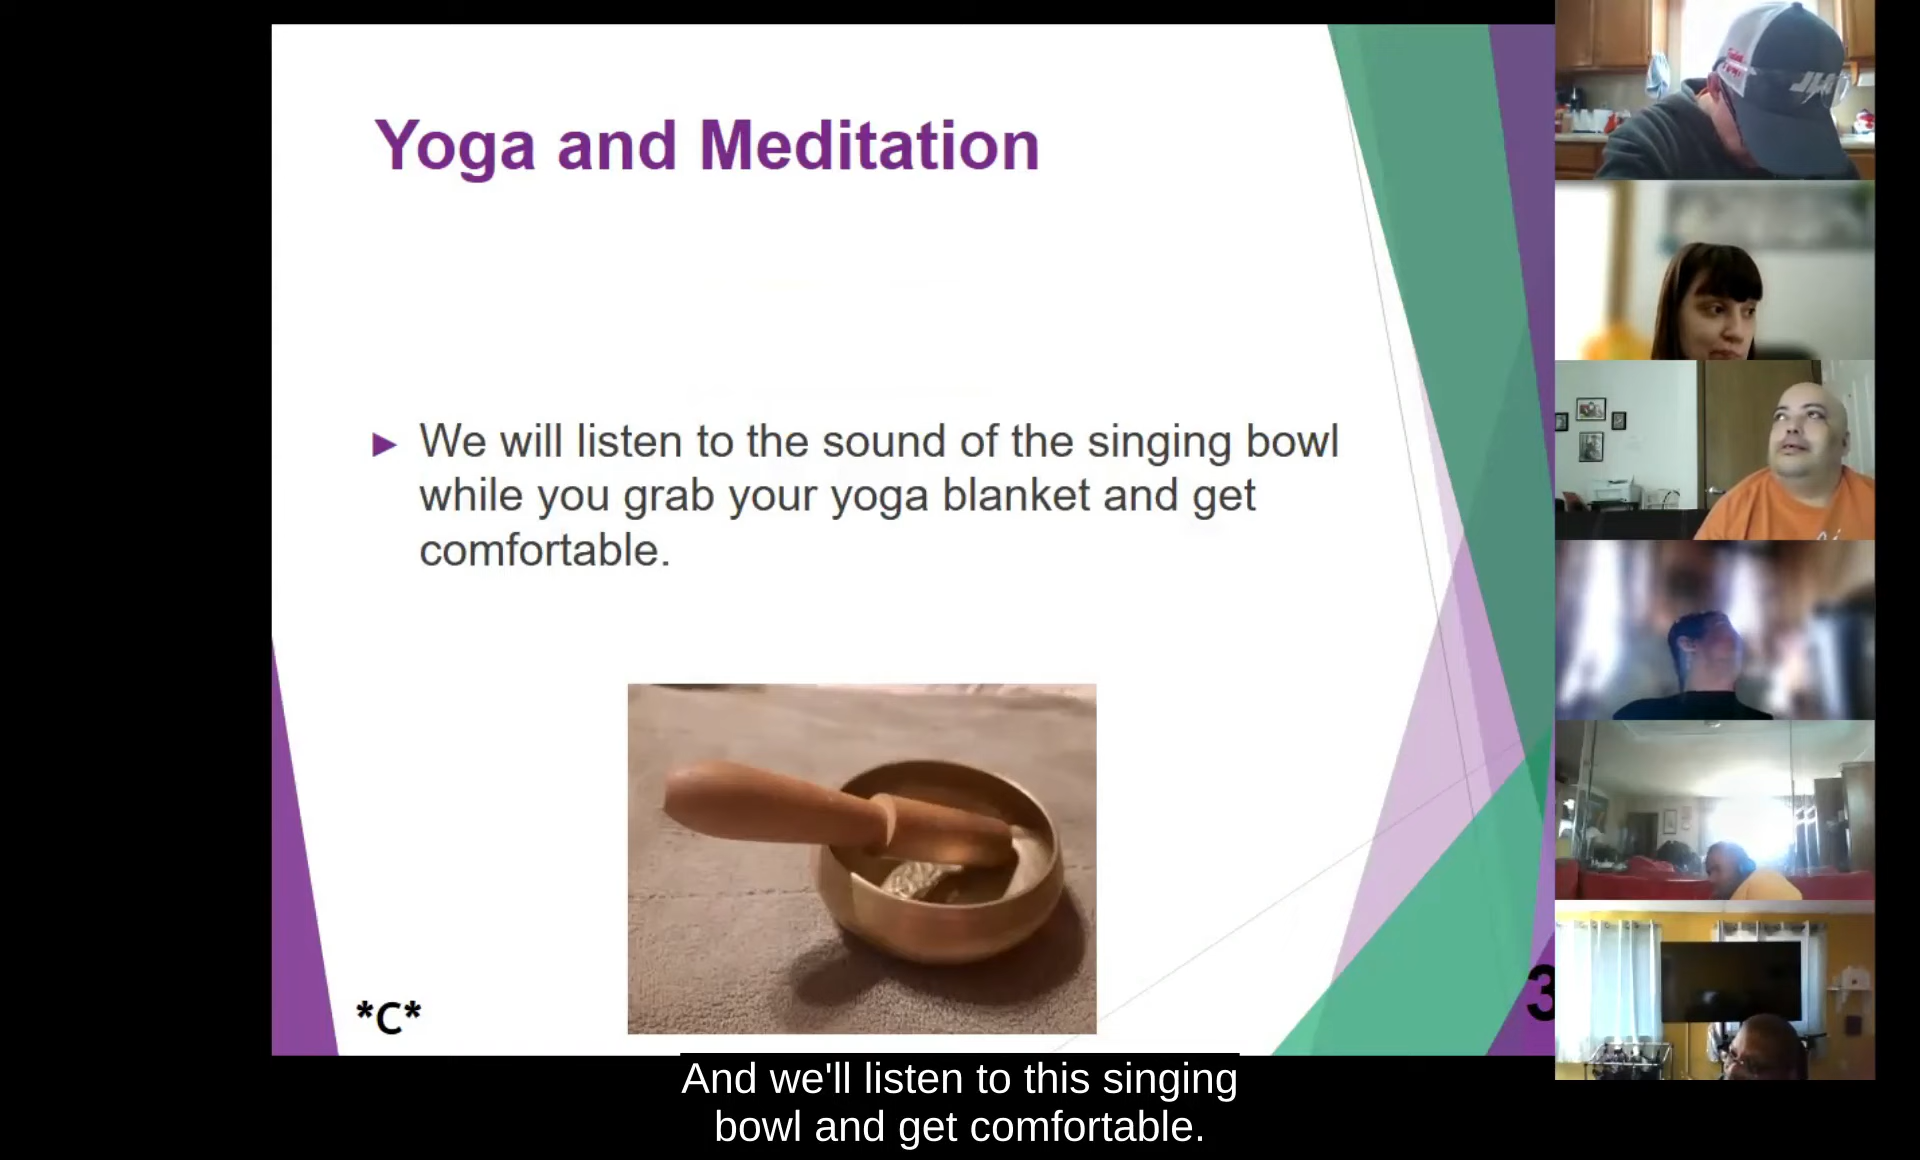 Yoga and Meditation
We will listen to the sound of the singing bowl
while you grab your yoga blanket and get
comfortable.
*C*
3
And we'll listen to this singing
bowl and get comfortable.